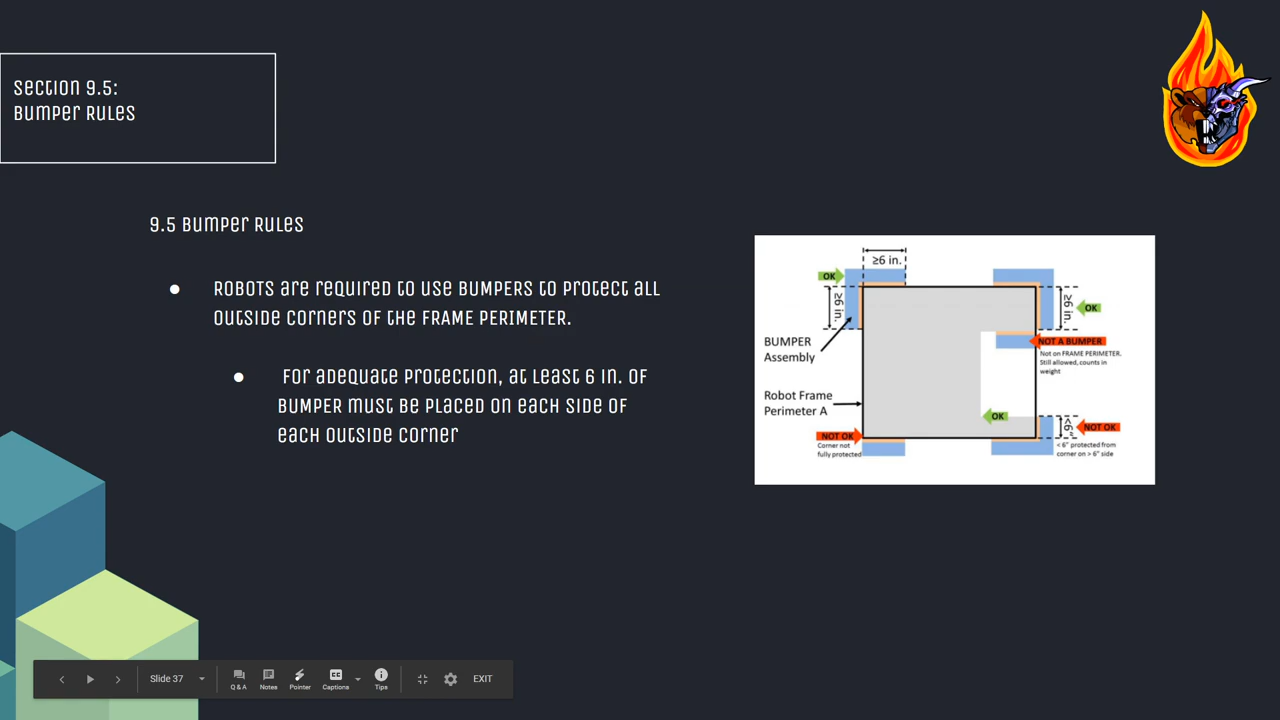 Section 9.5:
Bumper Rules
9.5 Bumper Rules
● ROBOTS are required to use BUMPERS to protect all
outside corners of the FRAME PERIMETER.
● For adequate protection, at least 6 in. of
BUMPER must be placed on each side of
each outside corner
≥6 in.
OK
≥6 in.
≥6 in.
OK
BUMPER
Assembly
NOT A BUMPER
Not on FRAME PERIMETER.
Still allowed, counts in
weight
Robot Frame
Perimeter A
OK
<6"
NOT OK
NOT OK
Corner not
fully protected
< 6" protected from
corner on > 6" side
Slide 37
Q & A
Notes
Pointer
CC
Captions
Tips
EXIT